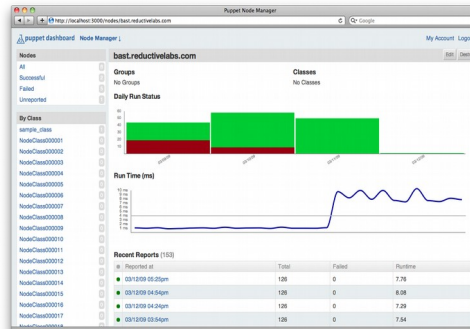 Puppet Node Manager
http://localhost:3000/nodes/bast.reductivelabs.com
Google
puppet dashboard Node Manager ↓
My Account Logo
Nodes
All
Successful
Failed
Unreported
By Class
sample_class
NodeClass000001
NodeClass000002
NodeClass000003
NodeClass000004
NodeClass000005
NodeClass000006
NodeClass000007
NodeClass000008
NodeClass000009
NodeClass000010
NodeClass000011
NodeClass000012
NodeClass000013
NodeClass000014
NodeClass000015
NodeClass000016
NodeClass000017
bast.reductivelabs.com
Edit
Groups
No Groups
Classes
No Classes
Daily Run Status
Run Time (ms)
Recent Reports (153)
Reported at Total Failed Runtime
03/12/09 05:25pm 126 0 7.76
03/12/09 04:54pm 126 0 6.08
03/12/09 04:24pm 126 0 7.29
03/12/09 03:54pm 126 0 7.54